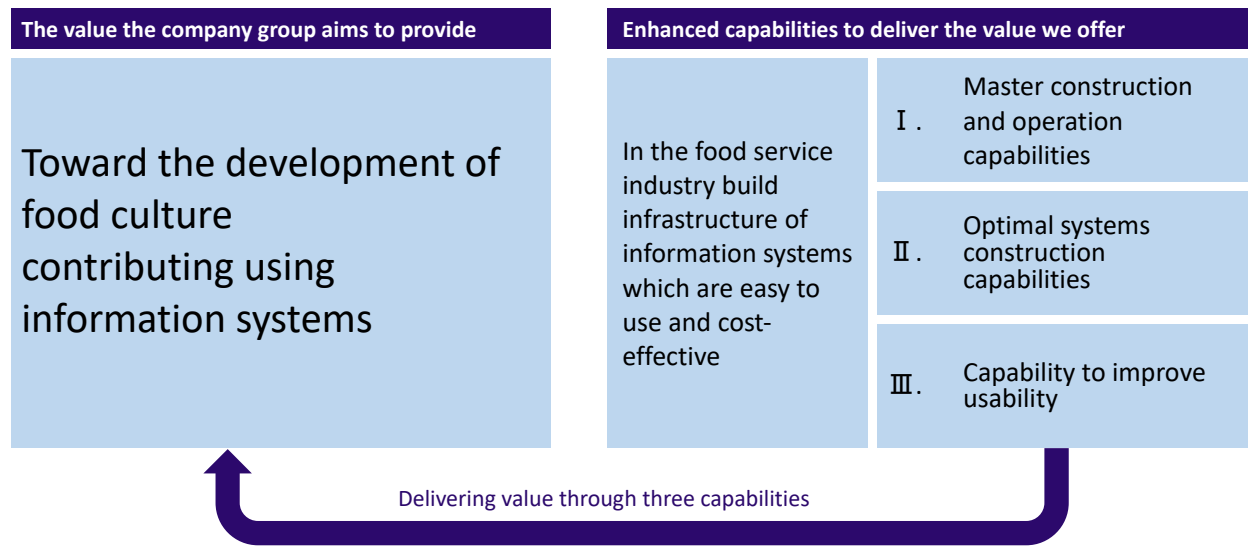 The value the company group aims to provide
Toward the development of
food culture
contributing using
information systems
Enhanced capabilities to deliver the value we offer
In the food service
industry build
infrastructure of
information systems
which are easy to
use and cost-
effective
Ⅰ. Master construction
and operation
capabilities
Ⅱ. Optimal systems
construction
capabilities
Ⅲ. Capability to improve
usability
Delivering value through three capabilities